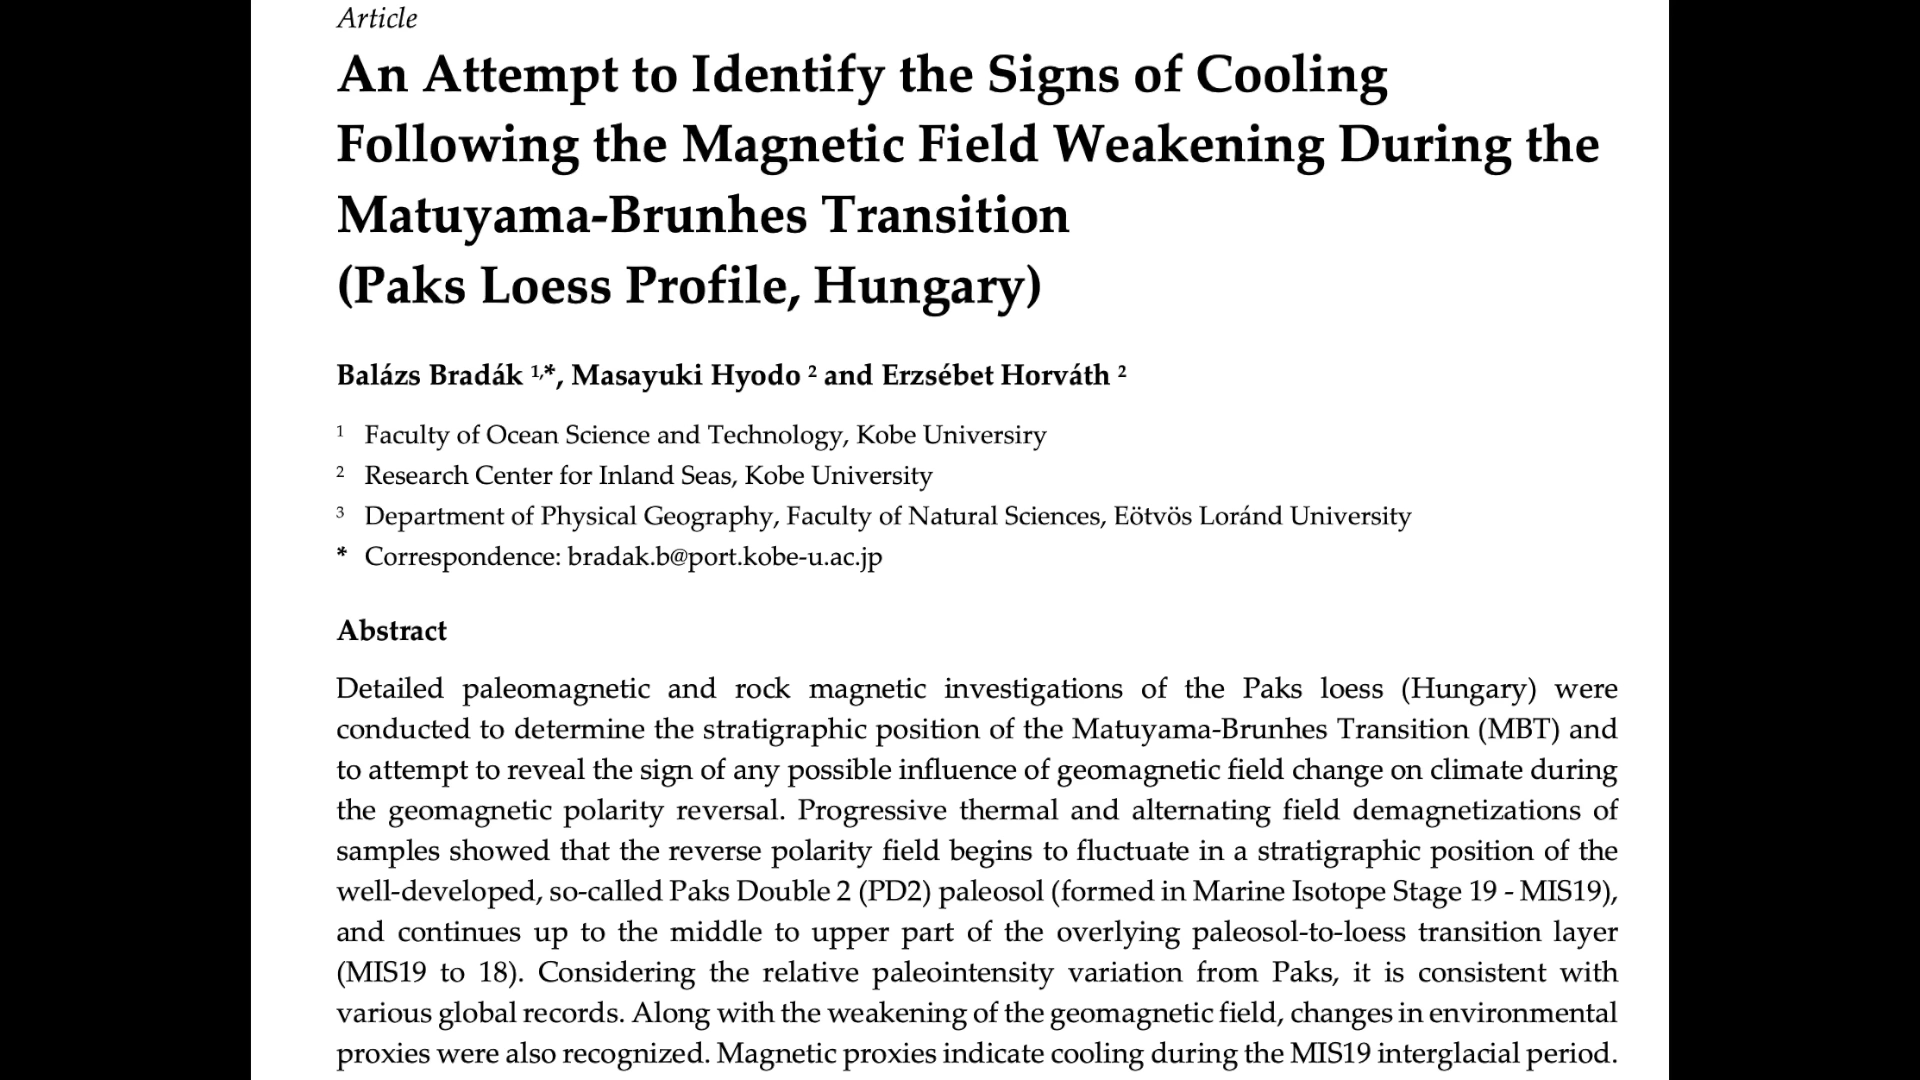 Article
An Attempt to Identify the Signs of Cooling
Following the Magnetic Field Weakening During the
Matuyama-Brunhes Transition
(Paks Loess Profile, Hungary)
Balázs Bradák 1,*, Masayuki Hyodo 2 and Erzsébet Horváth 2
1 Faculty of Ocean Science and Technology, Kobe Universiry
2 Research Center for Inland Seas, Kobe University
3 Department of Physical Geography, Faculty of Natural Sciences, Eötvös Loránd University
* Correspondence: bradak.b@port.kobe-u.ac.jp
Abstract
Detailed paleomagnetic and rock magnetic investigations of the Paks loess (Hungary) were
conducted to determine the stratigraphic position of the Matuyama-Brunhes Transition (MBT) and
to attempt to reveal the sign of any possible influence of geomagnetic field change on climate during
the geomagnetic polarity reversal. Progressive thermal and alternating field demagnetizations of
samples showed that the reverse polarity field begins to fluctuate in a stratigraphic position of the
well-developed, so-called Paks Double 2 (PD2) paleosol (formed in Marine Isotope Stage 19 - MIS19),
and continues up to the middle to upper part of the overlying paleosol-to-loess transition layer
(MIS19 to 18). Considering the relative paleointensity variation from Paks, it is consistent with
various global records. Along with the weakening of the geomagnetic field, changes in environmental
proxies were also recognized. Magnetic proxies indicate cooling during the MIS19 interglacial period.